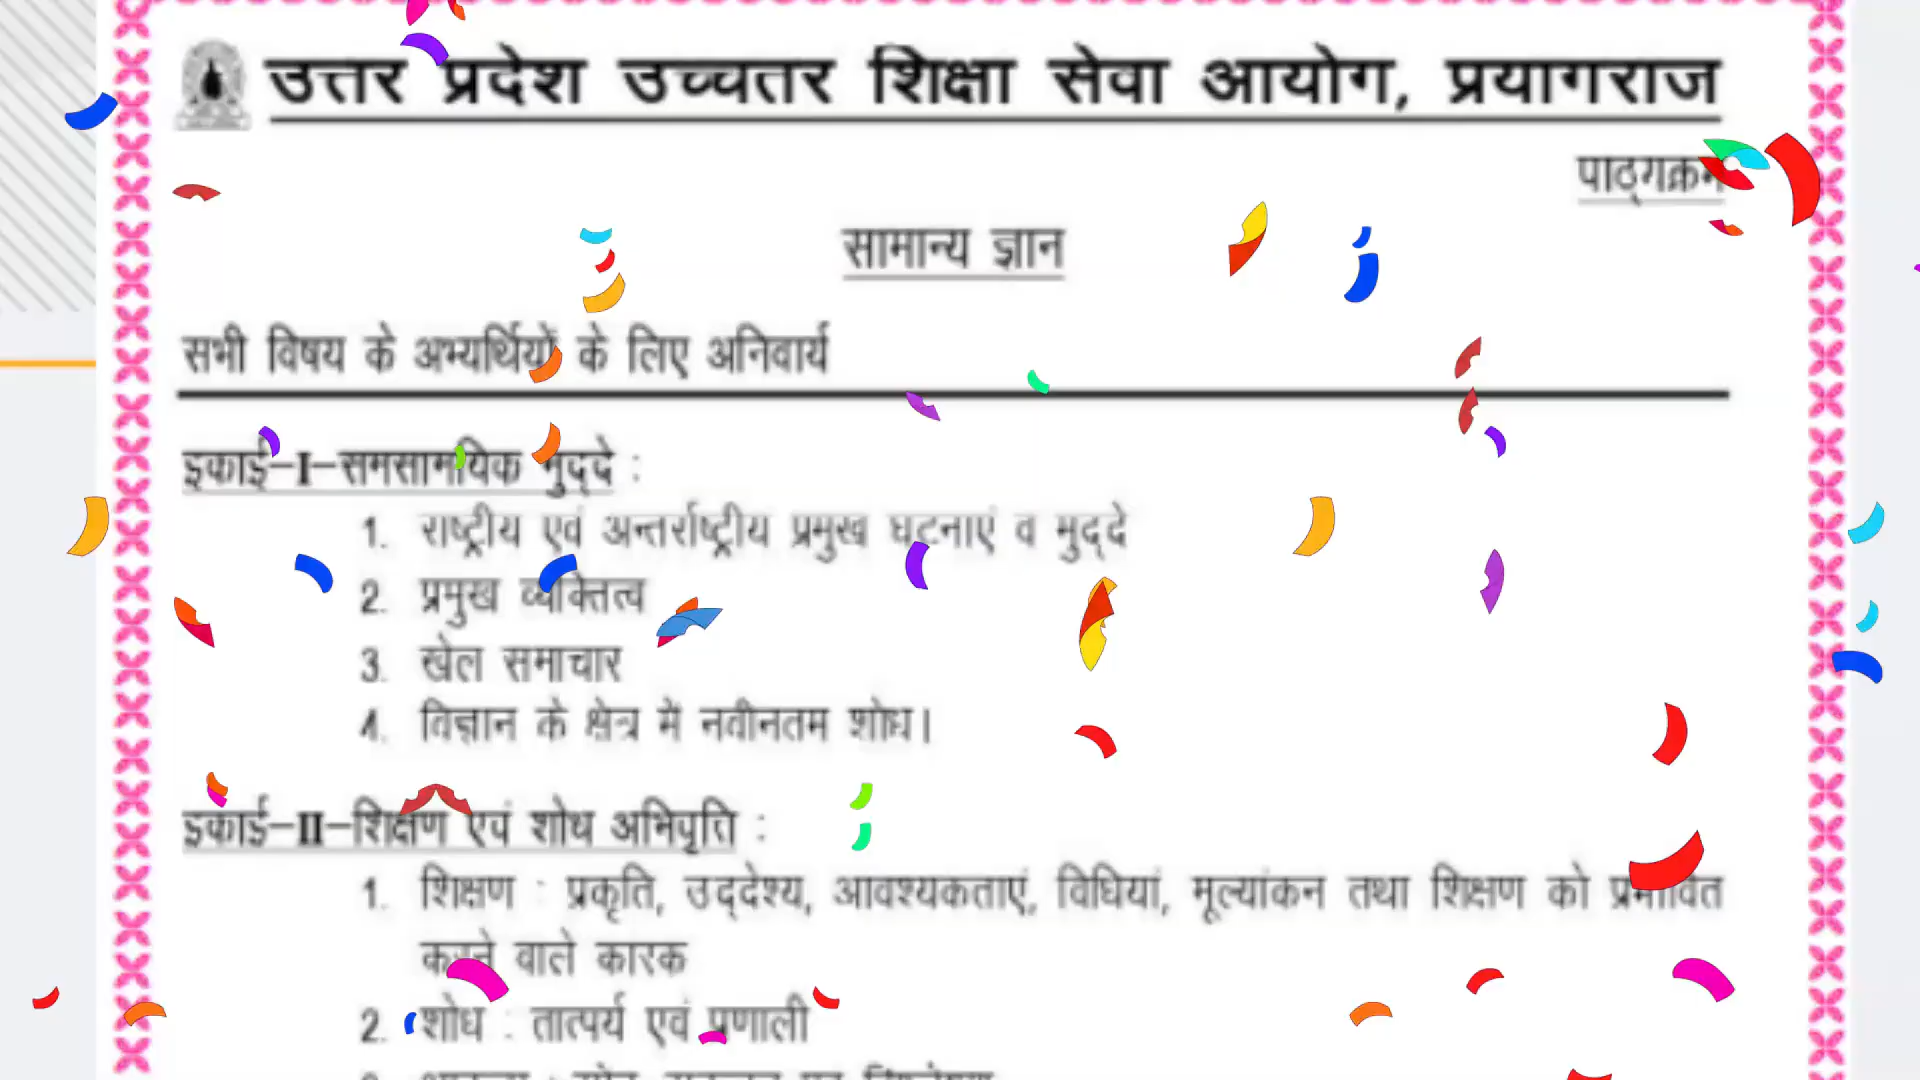 उत्तर प्रदेश उच्चतर शिक्षा सेवा आयोग, प्रयागराज
पाठ्यक्रम
सामान्य ज्ञान
सभी विषय के अभ्यर्थियों के लिए अनिवार्य
इकाई–I–समसामयिक मुद्दे :
1. राष्ट्रीय एवं अन्तर्राष्ट्रीय प्रमुख घटनाएं व मुद्दे
2. प्रमुख व्यक्तित्व
3. खेल समाचार
4. विज्ञान के क्षेत्र में नवीनतम शोध।
इकाई–II–शिक्षण एवं शोध अभिवृत्ति :
1. शिक्षण : प्रकृति, उद्देश्य, आवश्यकताएं, विधियां, मूल्यांकन तथा शिक्षण को प्रभावित
करने वाले कारक
2. शोध : तात्पर्य एवं प्रणाली